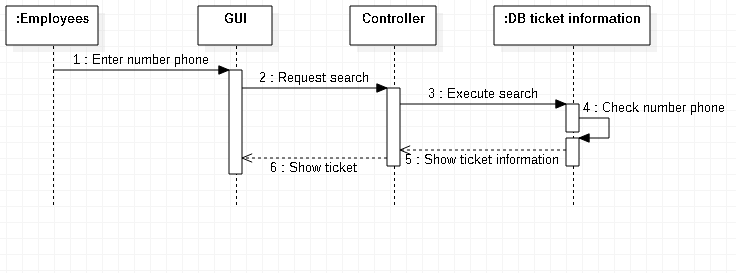 :Employees
GUI
Controller
:DB ticket information
1 : Enter number phone
2 : Request search
3 : Execute search
4 : Check number phone
5 : Show ticket information
6 : Show ticket